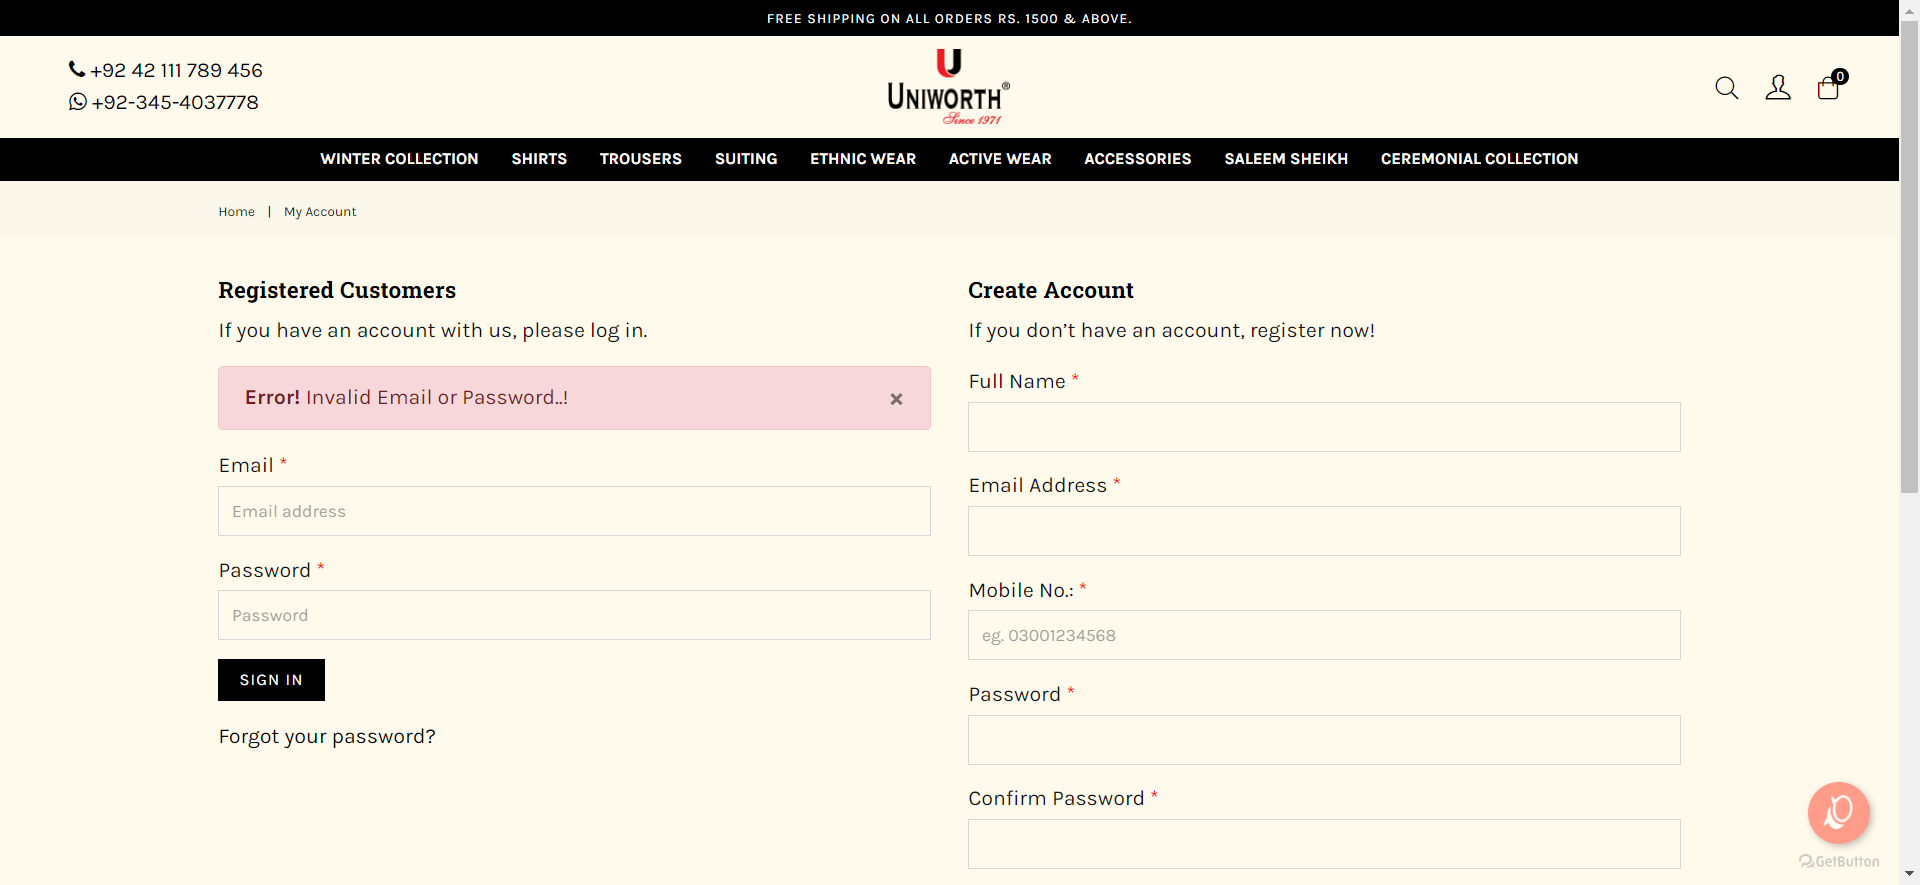 FREE SHIPPING ON ALL ORDERS RS. 1500 & ABOVE.
+92 42 111 789 456
+92-345-4037778
U
UNIWORTH®
Since 1971
0
WINTER COLLECTION SHIRTS TROUSERS SUITING ETHNIC WEAR ACTIVE WEAR ACCESSORIES SALEEM SHEIKH CEREMONIAL COLLECTION
Home | My Account
Registered Customers
If you have an account with us, please log in.
Error! Invalid Email or Password..! ×
Email *
Email address
Password *
Password
SIGN IN
Forgot your password?
Create Account
If you don’t have an account, register now!
Full Name *
Email Address *
Mobile No.: *
eg. 03001234568
Password *
Confirm Password *
GetButton